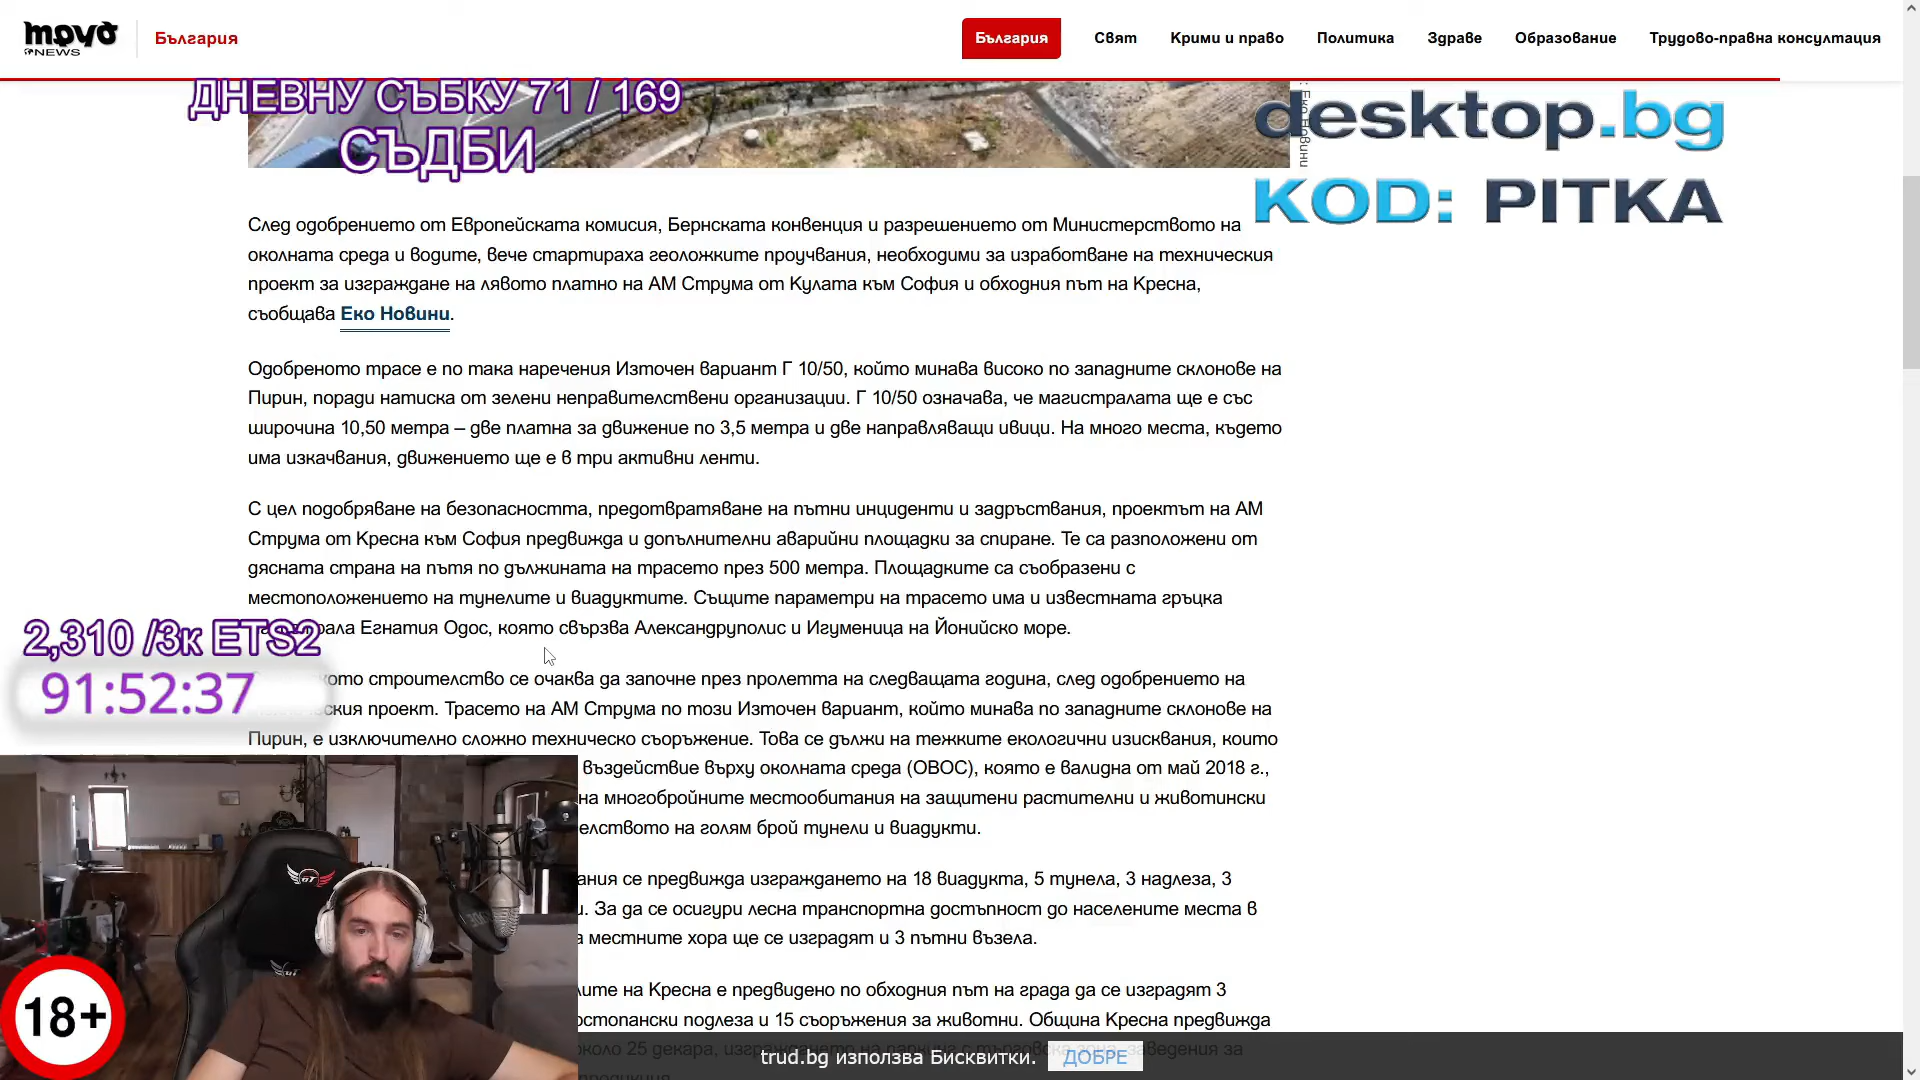 труд
NEWS
България
България
Свят
Крими и право
Политика
Здраве
Образование
Трудово-правна консултация
ДНЕВНУ СЪБКУ 71 / 169
СЪДБИ
: Еко Новини
desktop.bg
KOD: PITKA
След одобрението от Европейската комисия, Бернската конвенция и разрешението от Министерството на
околната среда и водите, вече стартираха геоложките проучвания, необходими за изработване на техническия
проект за изграждане на лявото платно на АМ Струма от Кулата към София и обходния път на Кресна,
съобщава Еко Новини.
Одобреното трасе е по така наречения Източен вариант Г 10/50, който минава високо по западните склонове на
Пирин, поради натиска от зелени неправителствени организации. Г 10/50 означава, че магистралата ще е със
широчина 10,50 метра – две платна за движение по 3,5 метра и две направляващи ивици. На много места, където
има изкачвания, движението ще е в три активни ленти.
С цел подобряване на безопасността, предотвратяване на пътни инциденти и задръствания, проектът на АМ
Струма от Кресна към София предвижда и допълнителни аварийни площадки за спиране. Те са разположени от
дясната страна на пътя по дължината на трасето през 500 метра. Площадките са съобразени с
местоположението на тунелите и виадуктите. Същите параметри на трасето има и известната гръцка
рала Егнатия Одос, която свързва Александруполис и Игуменица на Йонийско море.
2,310 /3к ETS2
91:52:37
кото строителство се очаква да започне през пролетта на следващата година, след одобрението на
ския проект. Трасето на АМ Струма по този Източен вариант, който минава по западните склонове на
Пирин, е изключително сложно техническо съоръжение. Това се дължи на тежките екологични изисквания, които
въздействие върху околната среда (ОВОС), която е валидна от май 2018 г.,
на многобройните местообитания на защитени растителни и животински
елството на голям брой тунели и виадукти.
ания се предвижда изграждането на 18 виадукта, 5 тунела, 3 надлеза, 3
и. За да се осигури лесна транспортна достъпност до населените места в
а местните хора ще се изградят и 3 пътни възела.
лите на Кресна е предвидено по обходния път на града да се изградят 3
остопански подлеза и 15 съоръжения за животни. Община Кресна предвижда
коло 25 декара, изграждането на паркинг с търговска зона, заведения за
18+
trud.bg използва Бисквитки.
ДОБРЕ